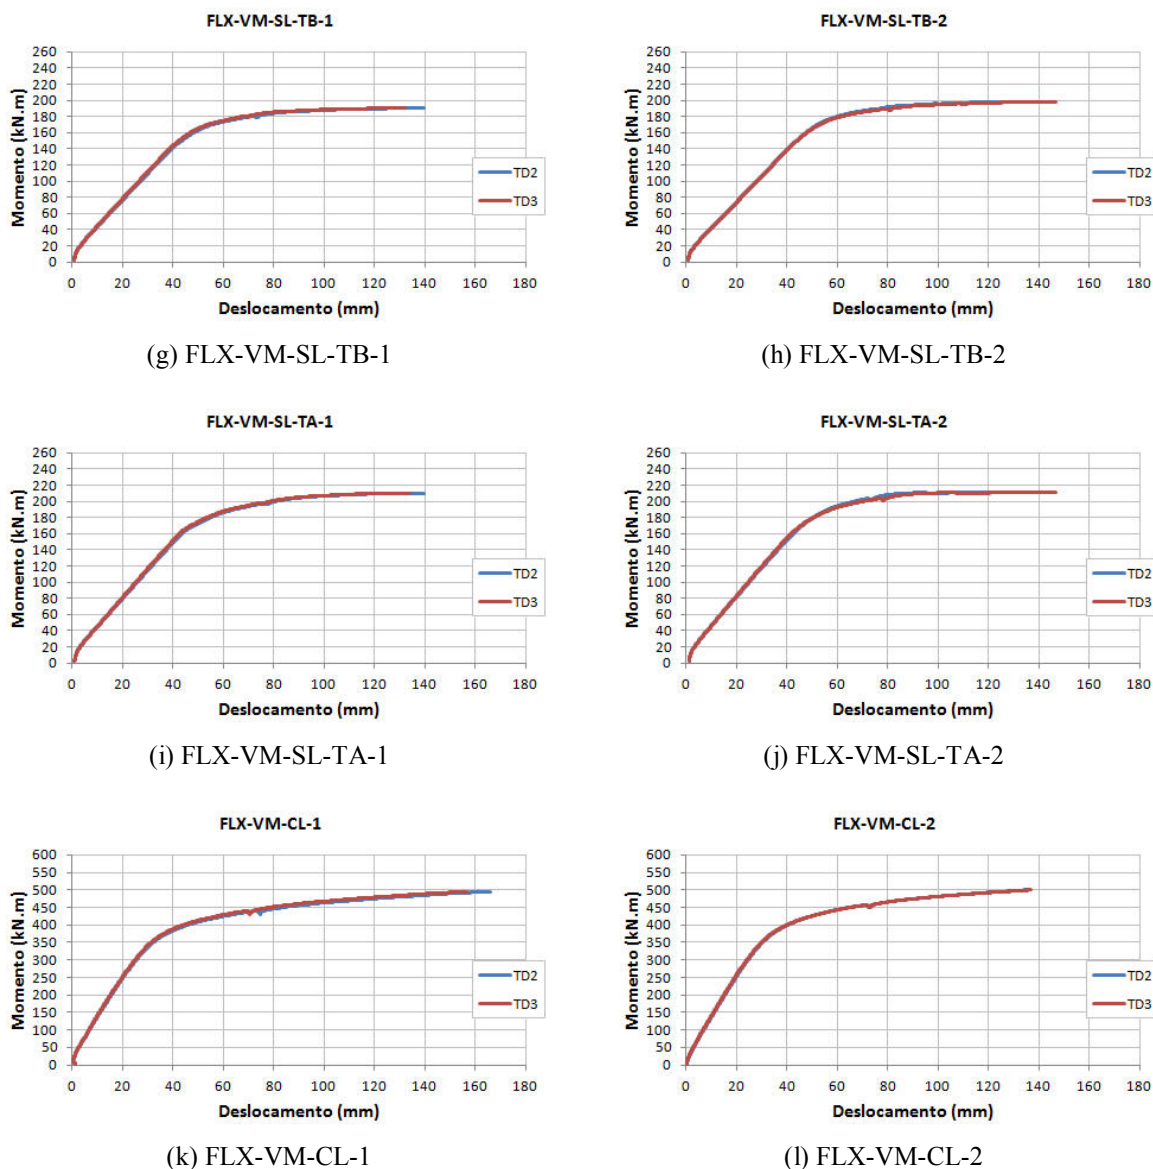 FLX-VM-SL-TB-1
Momento (kN.m)
260
240
220
200
180
160
140
120
100
80
60
40
20
0
0 20 40 60 80 100 120 140 160 180
Deslocamento (mm)
TD2
TD3
(g) FLX-VM-SL-TB-1
FLX-VM-SL-TB-2
Momento (kN.m)
260
240
220
200
180
160
140
120
100
80
60
40
20
0
0 20 40 60 80 100 120 140 160 180
Deslocamento (mm)
TD2
TD3
(h) FLX-VM-SL-TB-2
FLX-VM-SL-TA-1
Momento (kN.m)
260
240
220
200
180
160
140
120
100
80
60
40
20
0
0 20 40 60 80 100 120 140 160 180
Deslocamento (mm)
TD2
TD3
(i) FLX-VM-SL-TA-1
FLX-VM-SL-TA-2
Momento (kN.m)
260
240
220
200
180
160
140
120
100
80
60
40
20
0
0 20 40 60 80 100 120 140 160 180
Deslocamento (mm)
TD2
TD3
(j) FLX-VM-SL-TA-2
FLX-VM-CL-1
Momento (kN.m)
600
550
500
450
400
350
300
250
200
150
100
50
0
0 20 40 60 80 100 120 140 160 180
Deslocamento (mm)
TD2
TD3
(k) FLX-VM-CL-1
FLX-VM-CL-2
Momento (kN.m)
600
550
500
450
400
350
300
250
200
150
100
50
0
0 20 40 60 80 100 120 140 160 180
Deslocamento (mm)
TD2
TD3
(l) FLX-VM-CL-2